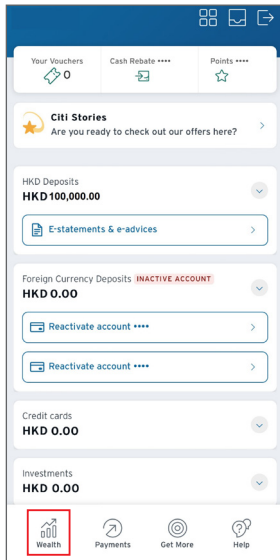 Your Vouchers
Cash Rebate ••••
Points ••••
0
Citi Stories
Are you ready to check out our offers here?
HKD Deposits
HKD 100,000.00
E-statements & e-advices
Foreign Currency Deposits INACTIVE ACCOUNT
HKD 0.00
Reactivate account ••••
Reactivate account ••••
Credit cards
HKD 0.00
Investments
HKD 0.00
Wealth
Payments
Get More
Help